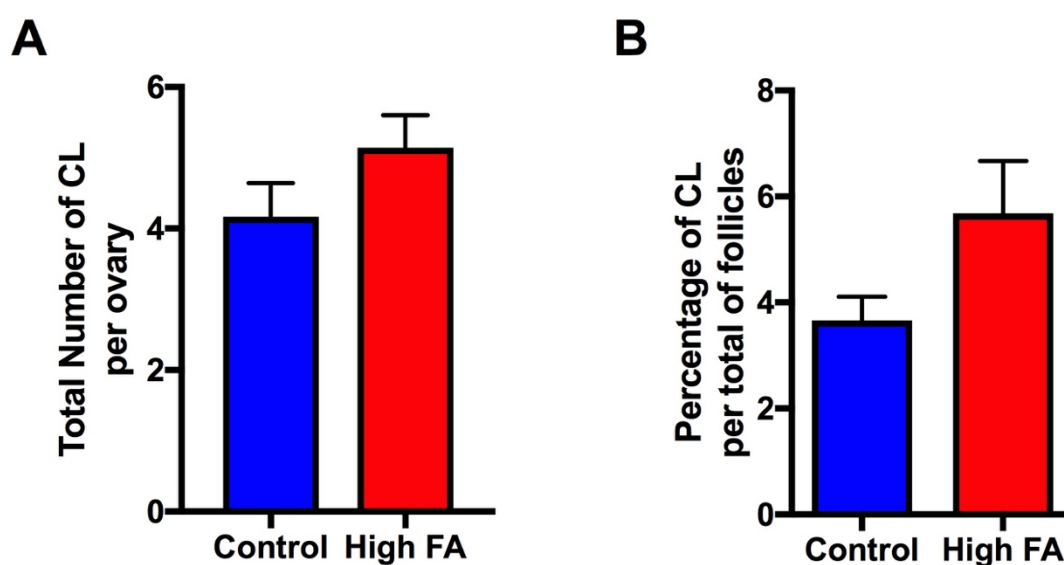 A
Total Number of CL
per ovary
6
4
2
0
Control High FA
B
Percentage of CL
per total of follicles
8
6
4
2
0
Control High FA